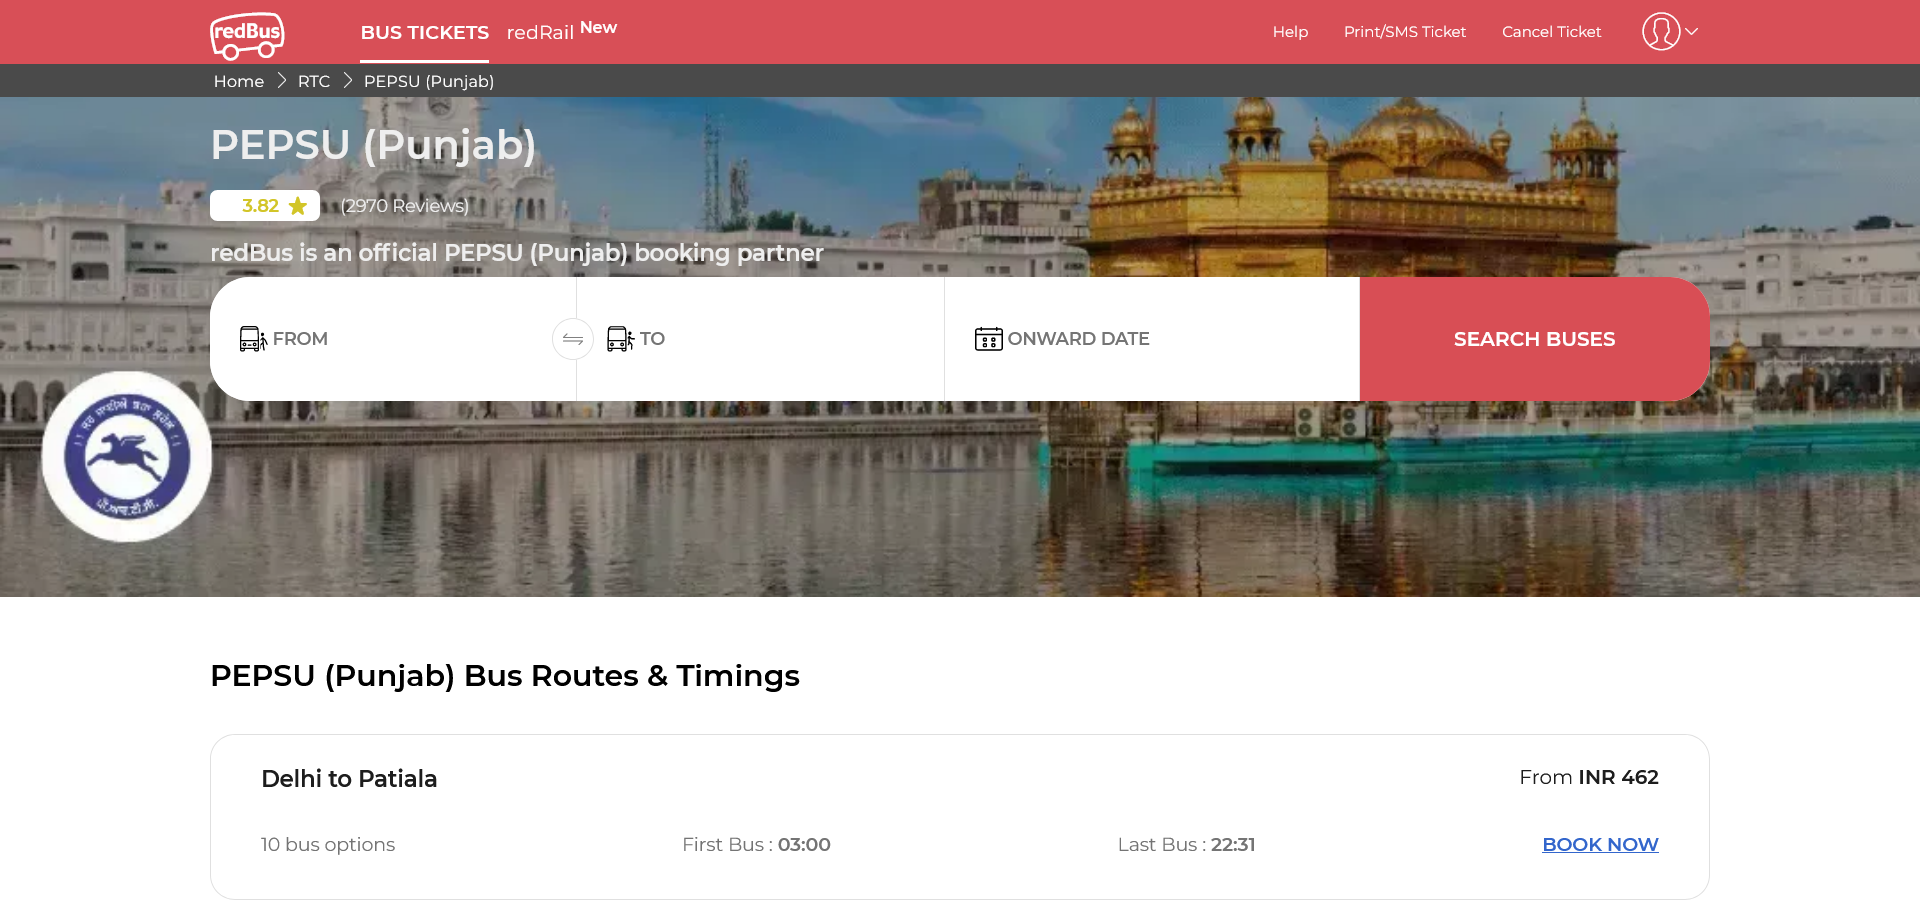 redBus
BUS TICKETS
redRail New
Help
Print/SMS Ticket
Cancel Ticket
Home
RTC
PEPSU (Punjab)
PEPSU (Punjab)
3.82
(2970 Reviews)
redBus is an official PEPSU (Punjab) booking partner
FROM
TO
ONWARD DATE
SEARCH BUSES
ਪੀ.ਆਰ.ਟੀ.ਸੀ.
PEPSU (Punjab) Bus Routes & Timings
Delhi to Patiala
From INR 462
10 bus options
First Bus : 03:00
Last Bus : 22:31
BOOK NOW